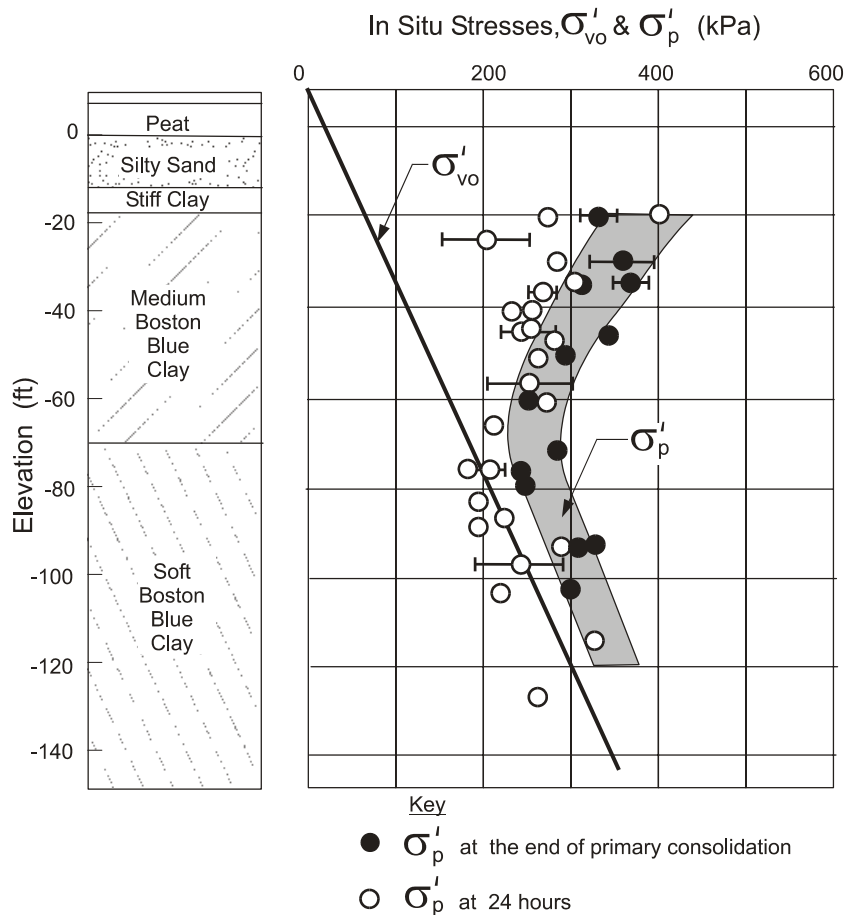 In Situ Stresses, σ'vo & σ'p (kPa)
0 200 400 600
Elevation (ft)
0
-20
-40
-60
-80
-100
-120
-140
Peat
Silty Sand
Stiff Clay
Medium
Boston
Blue
Clay
Soft
Boston
Blue
Clay
σ'vo
σ'p
Key
σ'p at the end of primary consolidation
σ'p at 24 hours